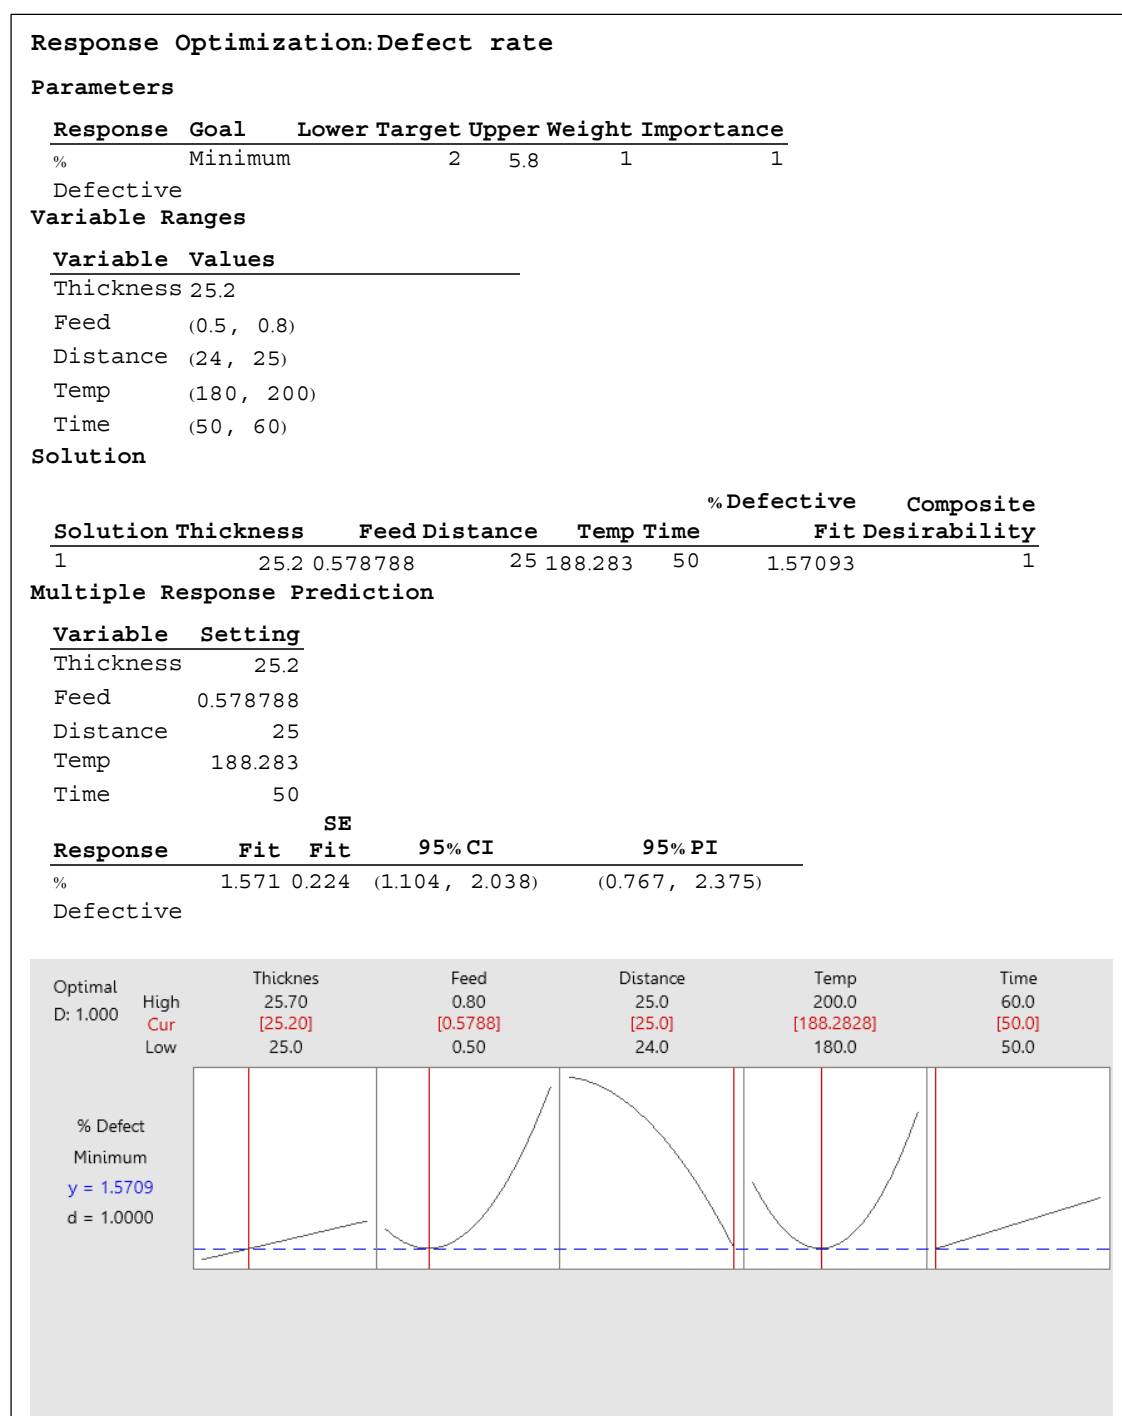 Response Optimization: Defect rate
Parameters
Response Goal Lower Target Upper Weight Importance
% Minimum 2 5.8 1 1
Defective
Variable Ranges
Variable Values
Thickness 25.2
Feed (0.5, 0.8)
Distance (24, 25)
Temp (180, 200)
Time (50, 60)
Solution
% Defective Composite
Solution Thickness Feed Distance Temp Time Fit Desirability
1 25.2 0.578788 25 188.283 50 1.57093 1
Multiple Response Prediction
Variable Setting
Thickness 25.2
Feed 0.578788
Distance 25
Temp 188.283
Time 50
SE
Response Fit Fit 95% CI 95% PI
% 1.571 0.224 (1.104, 2.038) (0.767, 2.375)
Defective
Thicknes Feed Distance Temp Time
Optimal
High 25.70 0.80 25.0 200.0 60.0
D: 1.000
Cur [25.20] [0.5788] [25.0] [188.2828] [50.0]
Low 25.0 0.50 24.0 180.0 50.0
% Defect
Minimum
y = 1.5709
d = 1.0000